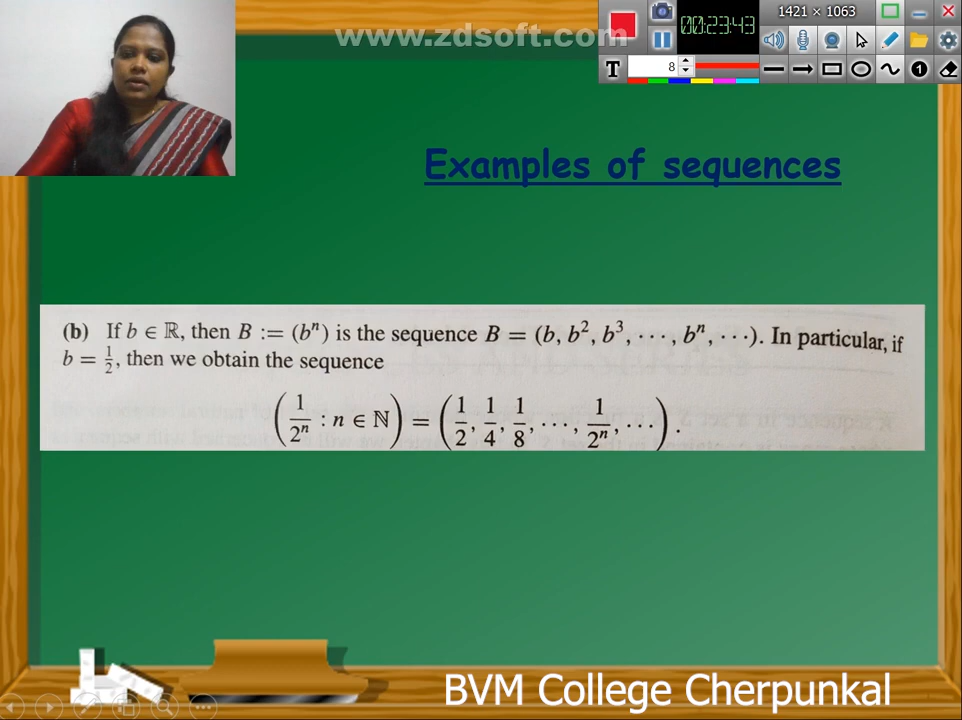 www.zdsoft.com
00:23:43
1421 × 1063
T
8
1
Examples of sequences
(b) If b ∈ ℝ, then B := (bⁿ) is the sequence B = (b, b², b³, ⋯, bⁿ, ⋯). In particular, if
b = 1/2, then we obtain the sequence
(1/2ⁿ : n ∈ ℕ) = (1/2, 1/4, 1/8, ⋯, 1/2ⁿ, ⋯).
BVM College Cherpunkal